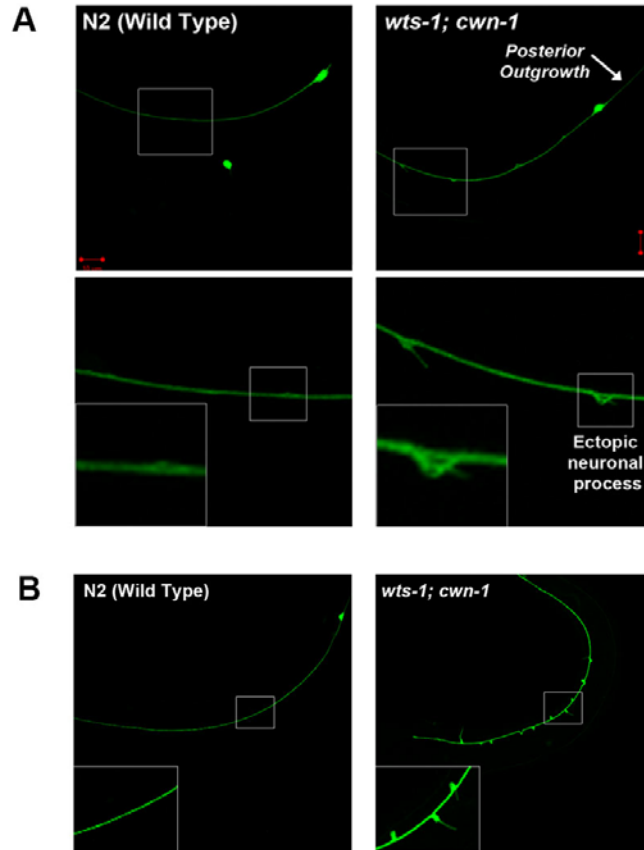 A
N2 (Wild Type)
wts-1; cwn-1
Posterior
Outgrowth
Ectopic
neuronal
process
B
N2 (Wild Type)
wts-1; cwn-1